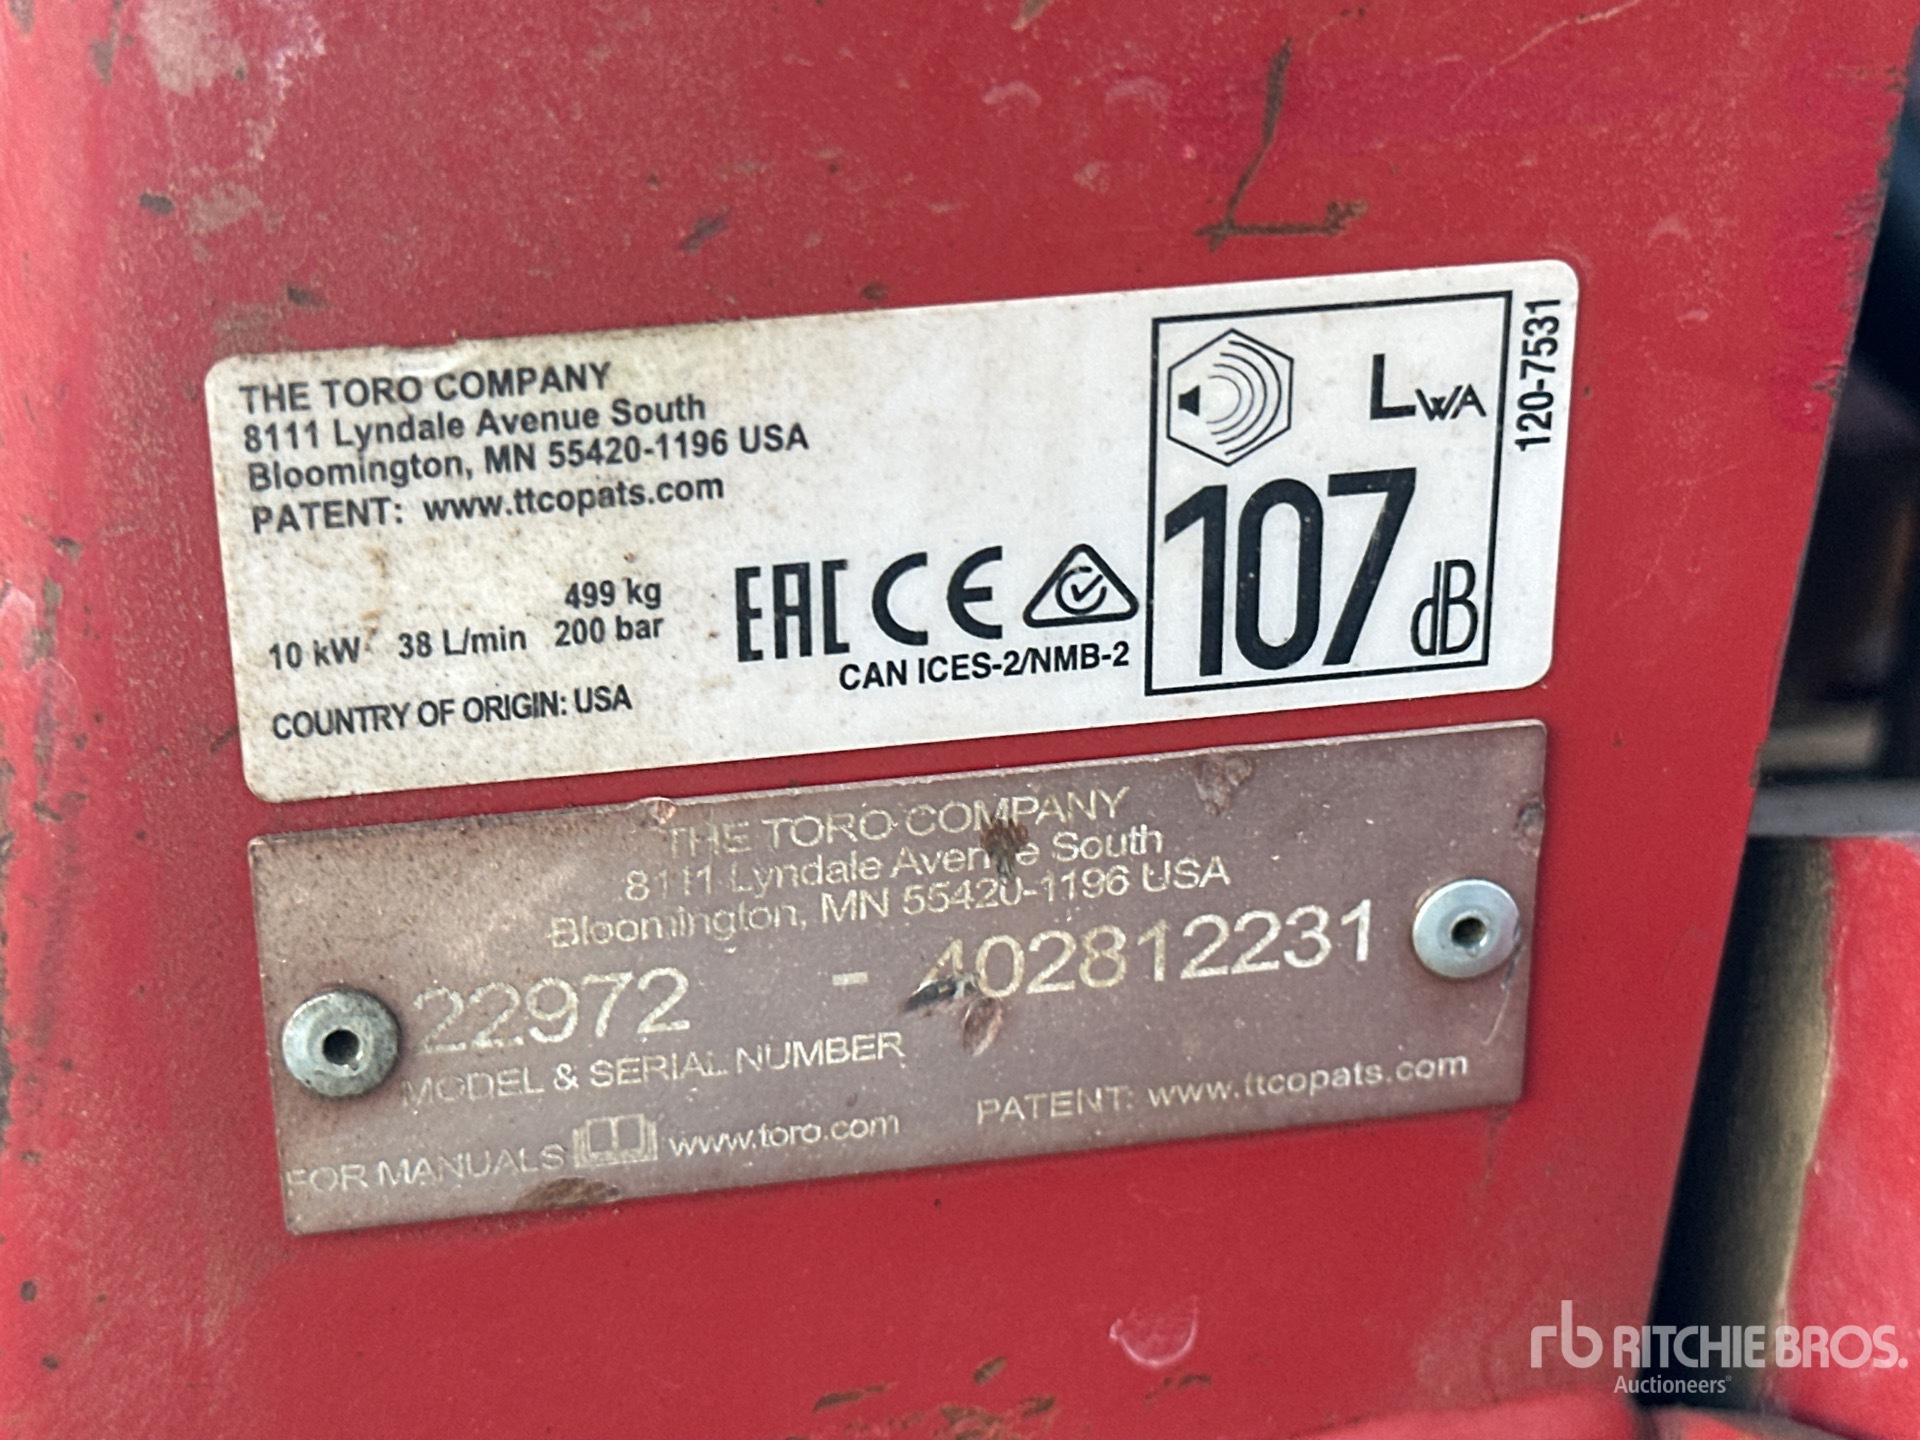 THE TORO COMPANY
8111 Lyndale Avenue South
Bloomington, MN 55420-1196 USA
PATENT: www.ttcopats.com
499 kg
10 kW 38 L/min 200 bar
COUNTRY OF ORIGIN: USA
EAC CE
CAN ICES-2/NMB-2
LWA
107 dB
120-7531
THE TORO COMPANY
8111 Lyndale Avenue South
Bloomington, MN 55420-1196 USA
22972 - 402812231
MODEL & SERIAL NUMBER
FOR MANUALS www.toro.com
PATENT: www.ttcopats.com
rb RITCHIE BROS.
Auctioneers